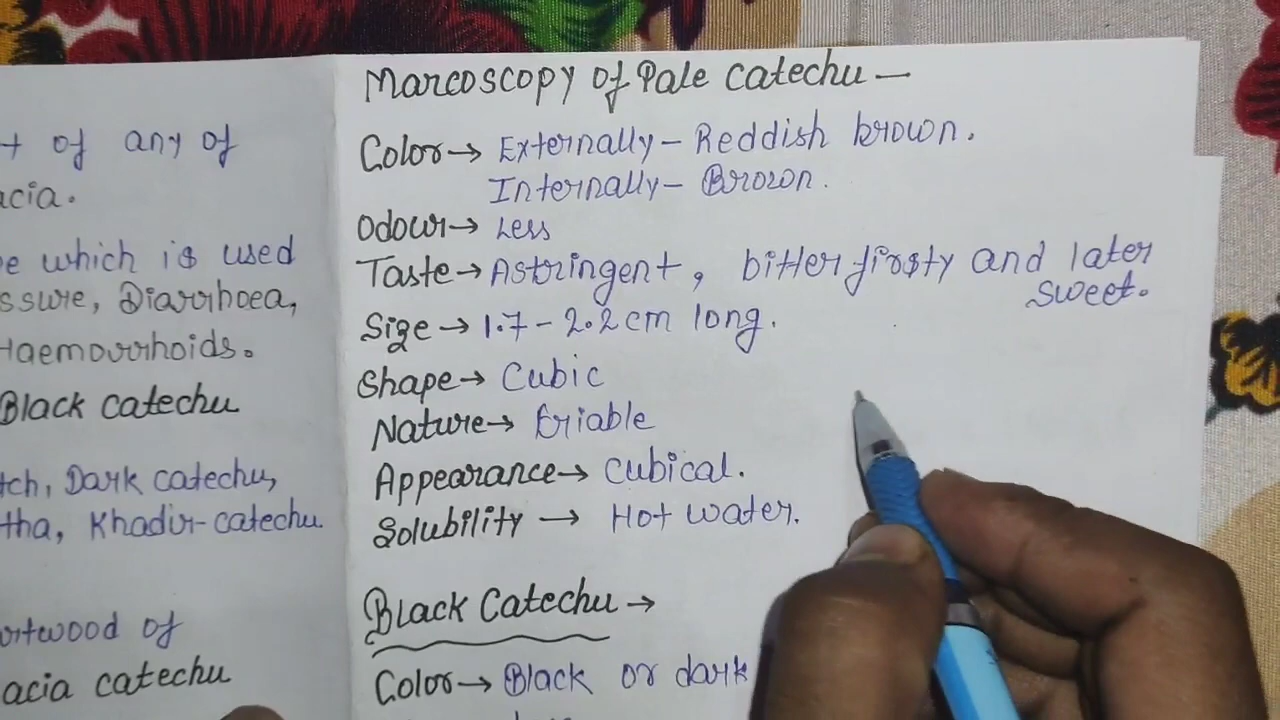 t of any of
acia.
e which is used
ssure, Diarrhoea,
Haemorrhoids.
Black catechu
tch, Dark catechu,
tha, Khadir-catechu.
rtwood of
acia catechu
Marcoscopy of Pale Catechu —
Color → Externally - Reddish brown.
Internally - Brown.
Odour → Less
Taste → Astringent, bitter firsty and later
sweet.
Size → 1.7 - 2.2 cm long.
Shape → Cubic
Nature → Friable
Appearance → Cubical.
Solubility → Hot water.
Black Catechu →
Color → Black or dark